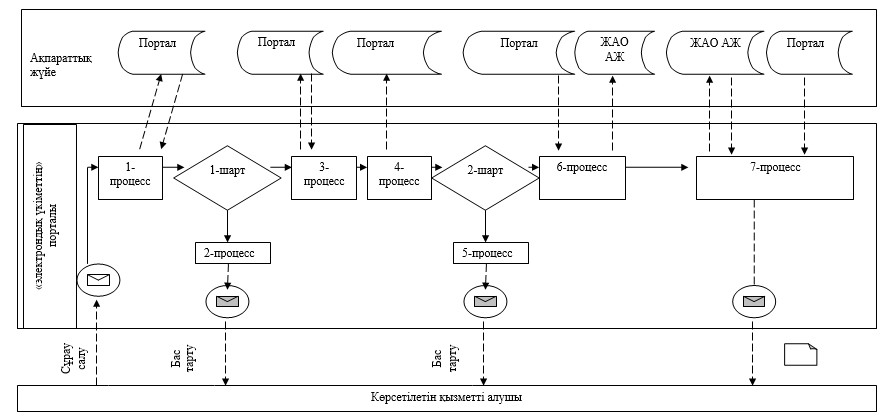 Ақпараттық
жүйе
Портал
Портал
Портал
Портал
ЖАО
АЖ
ЖАО АЖ
Портал
«электрондық үкіметтің»
порталы
1-
процесс
1-шарт
3-
процесс
4-
процесс
2-шарт
6-процесс
7-процесс
2-процесс
5-процесс
Сұрау
салу
Бас
тарту
Бас
тарту
Көрсетілетін қызметті алушы